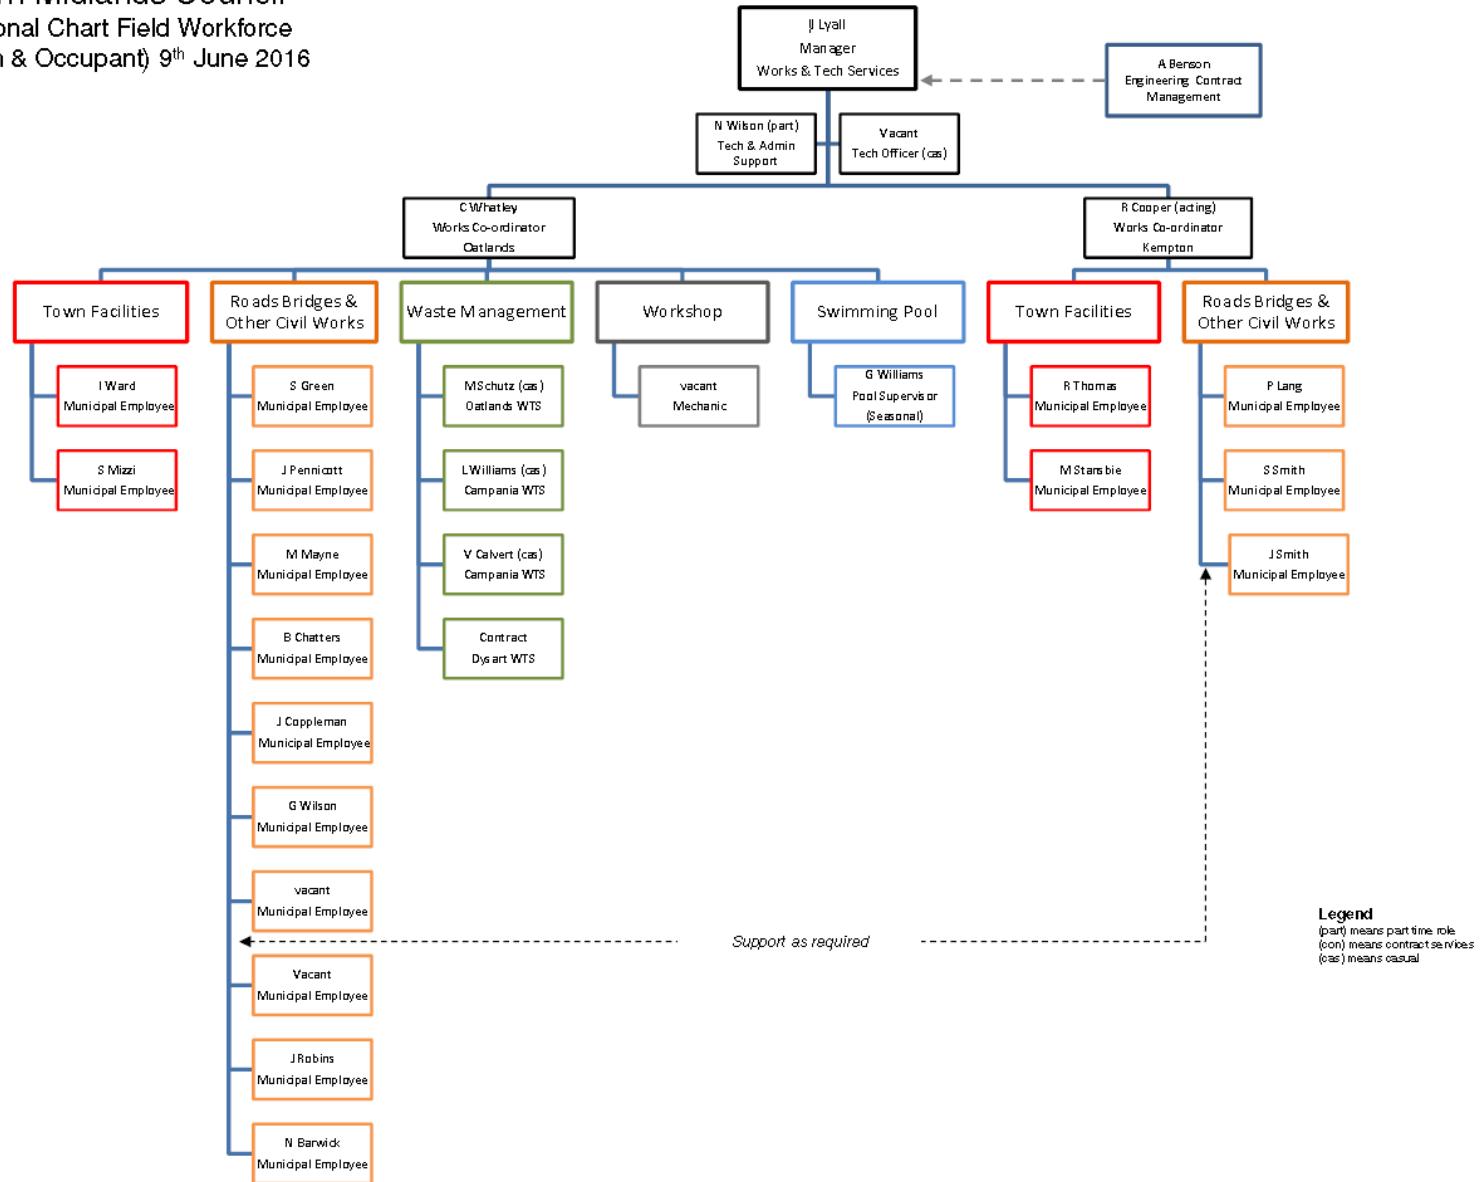 Midlands Council
onal Chart Field Workforce
& Occupant) 9th June 2016
Lyall
Manager
Works & Tech Services
A Benson
Engineering Contract
Management
N Wilson (part)
Tech & Admin
Support
Vacant
Tech Officer (cas)
C Whatley
Works Co-ordinator
Oatlands
R Cooper (acting)
Works Co-ordinator
Kempton
Town Facilities
Roads Bridges &
Other Civil Works
Waste Management
Workshop
Swimming Pool
Town Facilities
Roads Bridges &
Other Civil Works
I Ward
Municipal Employee
S Mizzi
Municipal Employee
S Green
Municipal Employee
J Pennicott
Municipal Employee
M Mayne
Municipal Employee
B Chatters
Municipal Employee
J Coppleman
Municipal Employee
G Wilson
Municipal Employee
vacant
Municipal Employee
Vacant
Municipal Employee
J Robins
Municipal Employee
N Barwick
Municipal Employee
M Schutz (cas)
Oatlands WTS
L Williams (cas)
Campania WTS
V Calvert (cas)
Campania WTS
Contract
Dysart WTS
vacant
Mechanic
G Williams
Pool Supervisor
(Seasonal)
R Thomas
Municipal Employee
M Stansbie
Municipal Employee
P Lang
Municipal Employee
S Smith
Municipal Employee
J Smith
Municipal Employee
Support as required
Legend
(part) means part time role
(con) means contract services
(cas) means casual